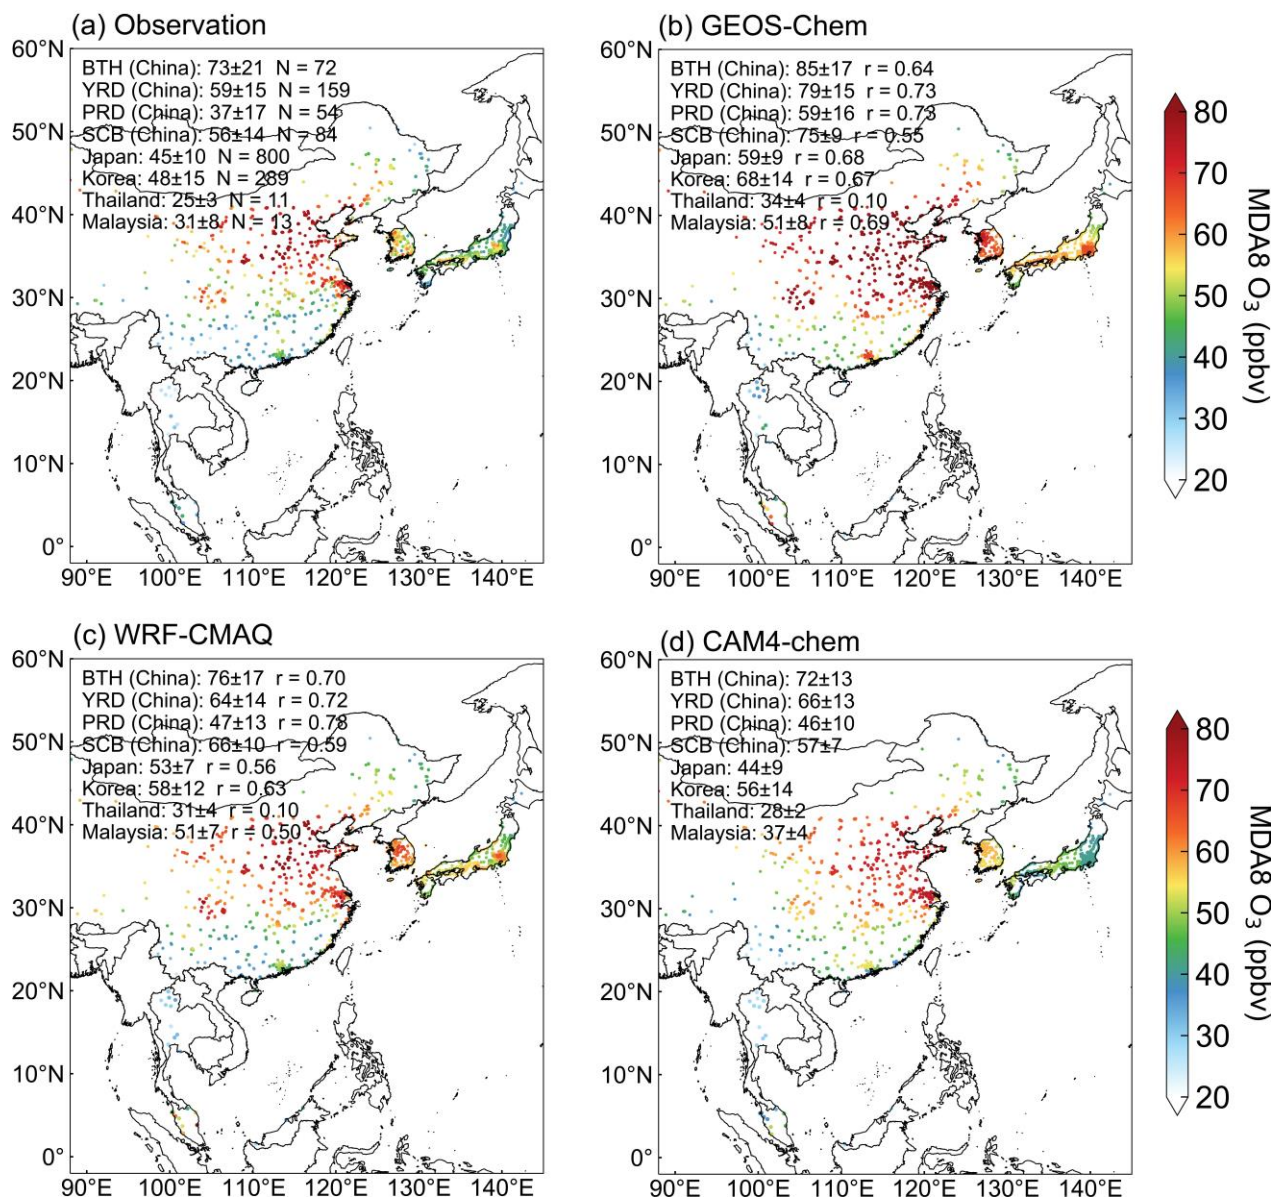 (a) Observation
60°N
50°N
40°N
30°N
20°N
10°N
0°
BTH (China): 73±21 N = 72
YRD (China): 59±15 N = 159
PRD (China): 37±17 N = 54
SCB (China): 56±14 N = 84
Japan: 45±10 N = 800
Korea: 48±15 N = 289
Thailand: 25±3 N = 11
Malaysia: 31±8 N = 13
90°E 100°E 110°E 120°E 130°E 140°E
(b) GEOS-Chem
60°N
50°N
40°N
30°N
20°N
10°N
0°
BTH (China): 85±17 r = 0.64
YRD (China): 79±15 r = 0.73
PRD (China): 59±16 r = 0.73
SCB (China): 75±9 r = 0.55
Japan: 59±9 r = 0.68
Korea: 68±14 r = 0.67
Thailand: 34±4 r = 0.10
Malaysia: 51±8 r = 0.69
90°E 100°E 110°E 120°E 130°E 140°E
80
70
60
50
40
30
20
MDA8 O3 (ppbv)
(c) WRF-CMAQ
60°N
50°N
40°N
30°N
20°N
10°N
0°
BTH (China): 76±17 r = 0.70
YRD (China): 64±14 r = 0.72
PRD (China): 47±13 r = 0.78
SCB (China): 66±10 r = 0.59
Japan: 53±7 r = 0.56
Korea: 58±12 r = 0.63
Thailand: 31±4 r = 0.10
Malaysia: 51±7 r = 0.50
90°E 100°E 110°E 120°E 130°E 140°E
(d) CAM4-chem
60°N
50°N
40°N
30°N
20°N
10°N
0°
BTH (China): 72±13
YRD (China): 66±13
PRD (China): 46±10
SCB (China): 57±7
Japan: 44±9
Korea: 56±14
Thailand: 28±2
Malaysia: 37±4
90°E 100°E 110°E 120°E 130°E 140°E
80
70
60
50
40
30
20
MDA8 O3 (ppbv)